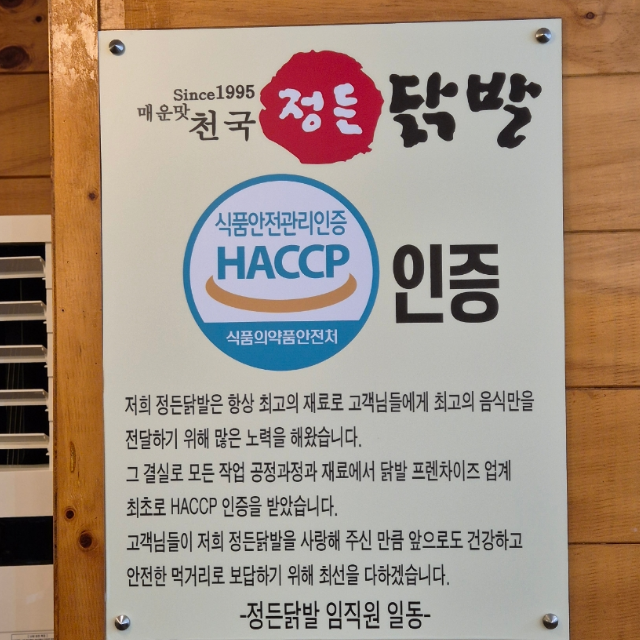 Since1995
매운맛 천국 정든 닭발
식품안전관리인증
HACCP
인증
식품의약품안전처
저희 정든닭발은 항상 최고의 재료로 고객님들에게 최고의 음식만을
전달하기 위해 많은 노력을 해왔습니다.
그 결실로 모든 작업 공정과정과 재료에서 닭발 프렌차이즈 업계
최초로 HACCP 인증을 받았습니다.
고객님들이 저희 정든닭발을 사랑해 주신 만큼 앞으로도 건강하고
안전한 먹거리로 보답하기 위해 최선을 다하겠습니다.
-정든닭발 임직원 일동-